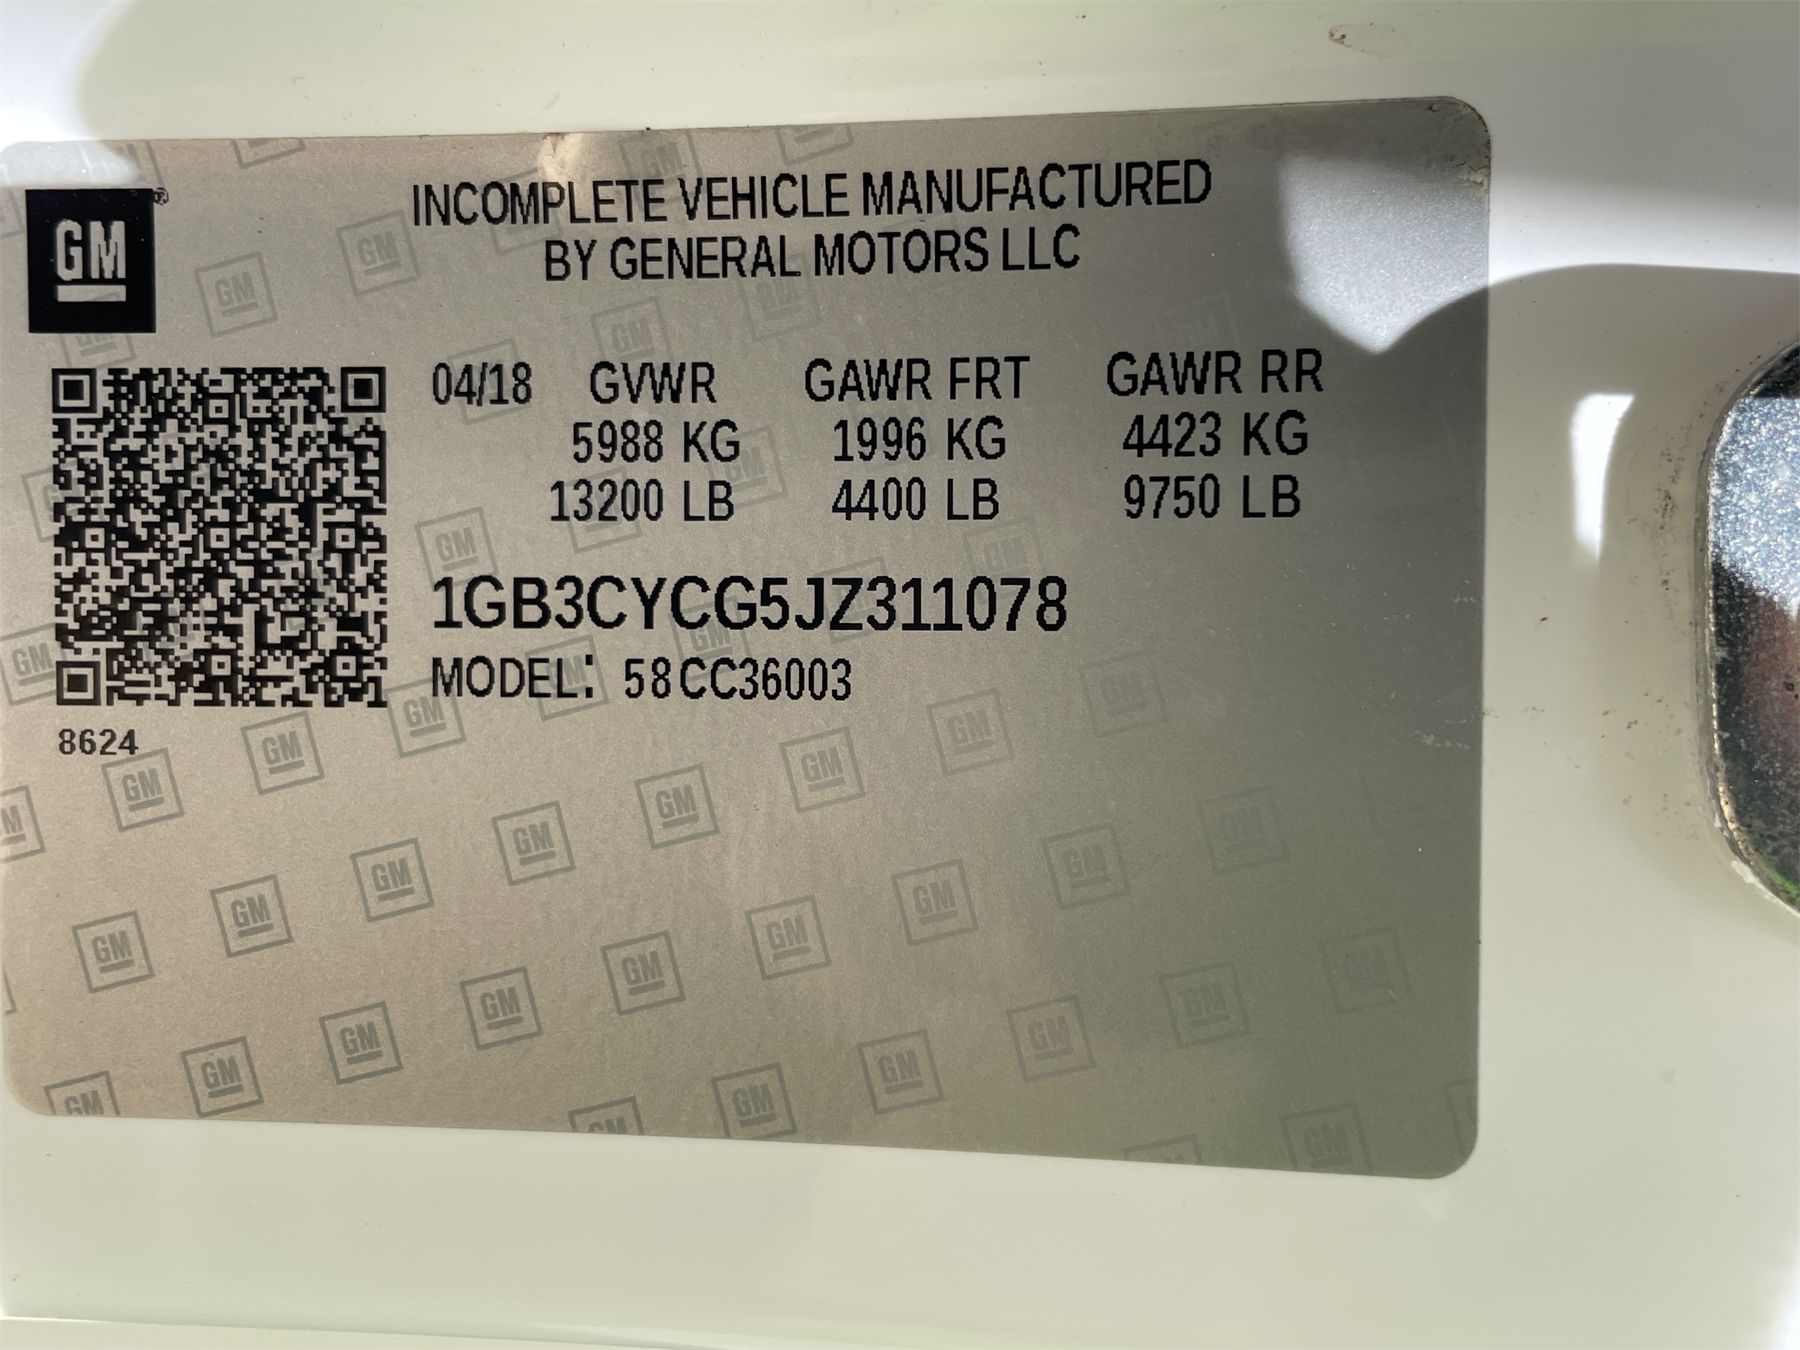 GM®
INCOMPLETE VEHICLE MANUFACTURED
BY GENERAL MOTORS LLC
04/18 GVWR GAWR FRT GAWR RR
5988 KG 1996 KG 4423 KG
13200 LB 4400 LB 9750 LB
1GB3CYCG5JZ311078
MODEL: 58CC36003
8624